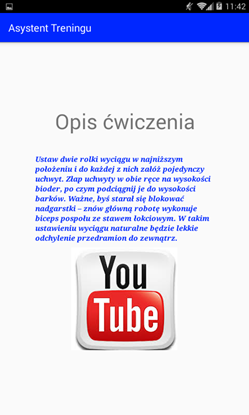 11:42
Asystent Treningu
Opis ćwiczenia
Ustaw dwie rolki wyciągu w najniższym
położeniu i do każdej z nich załóż pojedynczy
uchwyt. Złap uchwyty w obie ręce na wysokości
bioder, po czym podciągnij je do wysokości
barków. Ważne, byś starał się blokować
nadgarstki – znów główną robotę wykonuje
biceps pospołu ze stawem łokciowym. W takim
ustawieniu wyciągu naturalne będzie lekkie
odchylenie przedramion do zewnątrz.
You
Tube